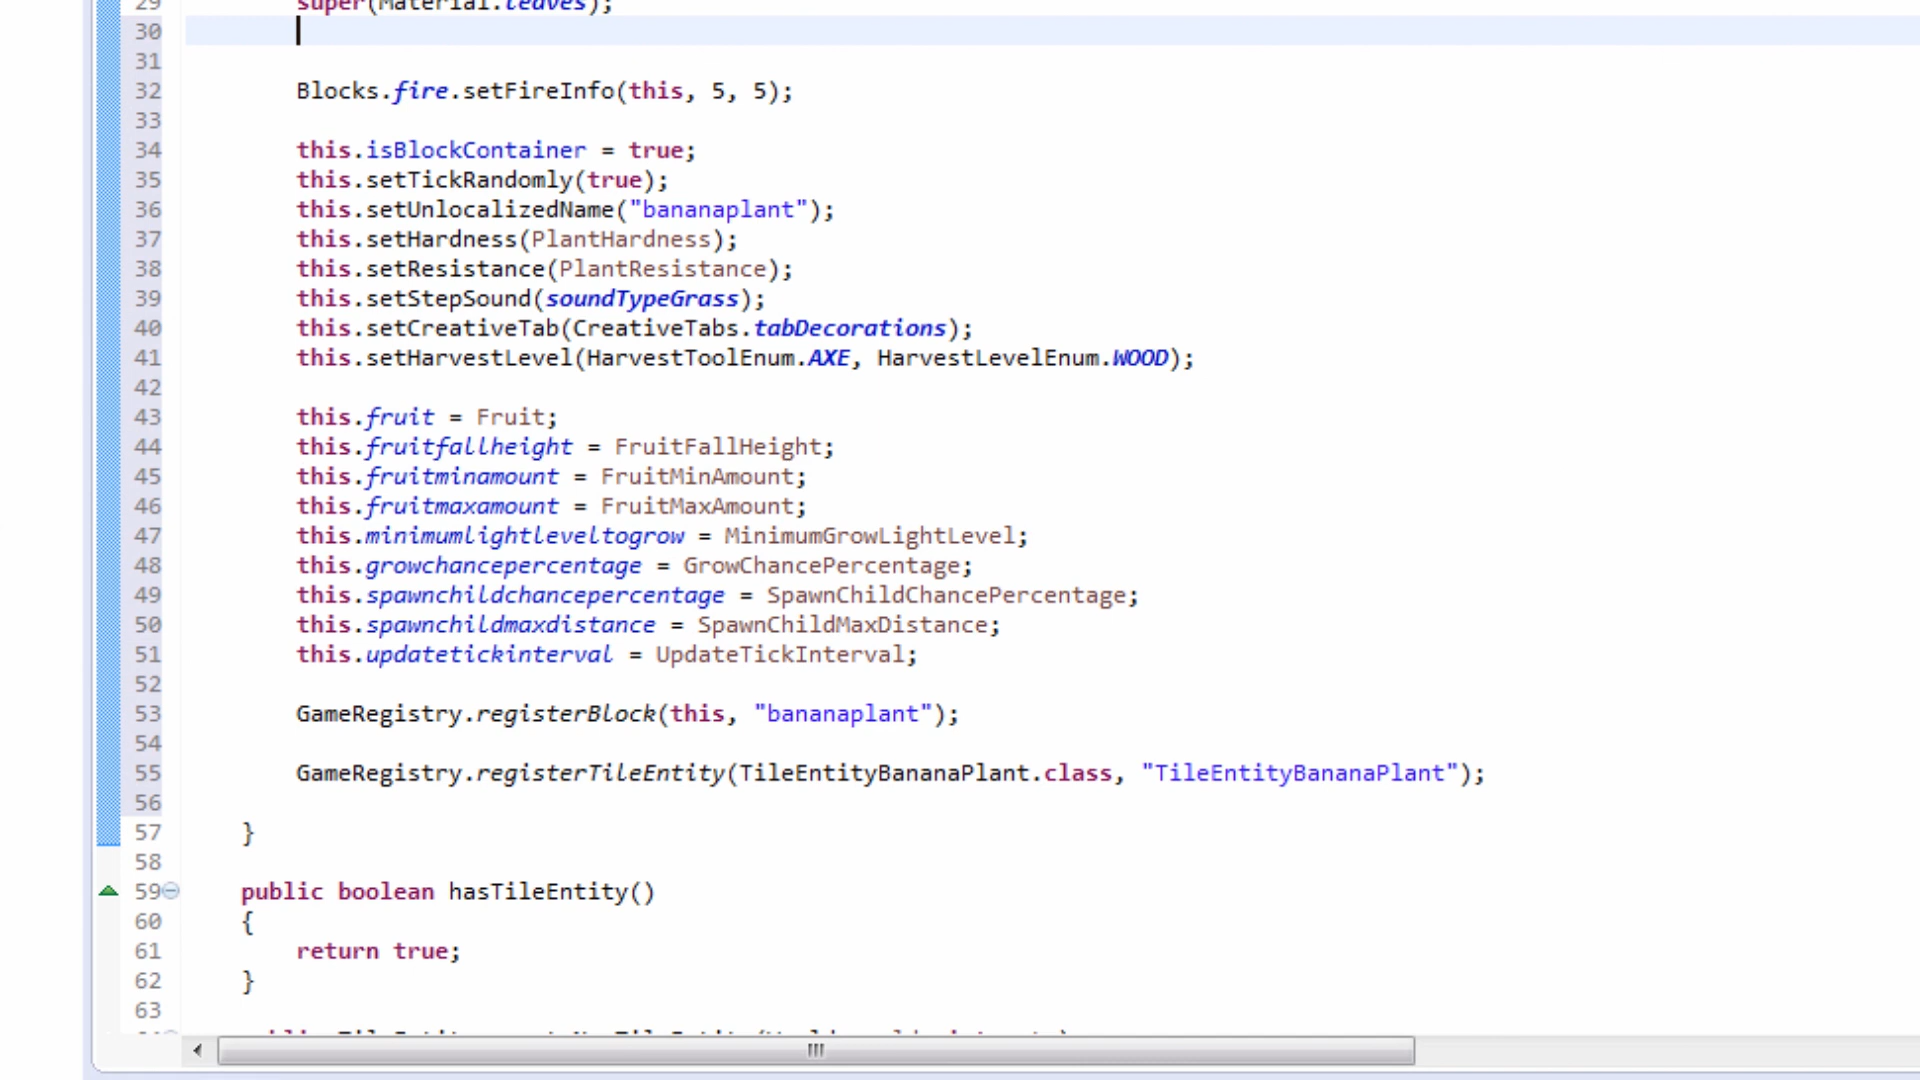 29 super(Material.leaves);
30
31
32 Blocks.fire.setFireInfo(this, 5, 5);
33
34 this.isBlockContainer = true;
35 this.setTickRandomly(true);
36 this.setUnlocalizedName("bananaplant");
37 this.setHardness(PlantHardness);
38 this.setResistance(PlantResistance);
39 this.setStepSound(soundTypeGrass);
40 this.setCreativeTab(CreativeTabs.tabDecorations);
41 this.setHarvestLevel(HarvestToolEnum.AXE, HarvestLevelEnum.WOOD);
42
43 this.fruit = Fruit;
44 this.fruitfallheight = FruitFallHeight;
45 this.fruitminamount = FruitMinAmount;
46 this.fruitmaxamount = FruitMaxAmount;
47 this.minimumlightleveltogrow = MinimumGrowLightLevel;
48 this.growchancepercentage = GrowChancePercentage;
49 this.spawnchildchancepercentage = SpawnChildChancePercentage;
50 this.spawnchildmaxdistance = SpawnChildMaxDistance;
51 this.updatetickinterval = UpdateTickInterval;
52
53 GameRegistry.registerBlock(this, "bananaplant");
54
55 GameRegistry.registerTileEntity(TileEntityBananaPlant.class, "TileEntityBananaPlant");
56
57 }
58
59 public boolean hasTileEntity()
60 {
61 return true;
62 }
63